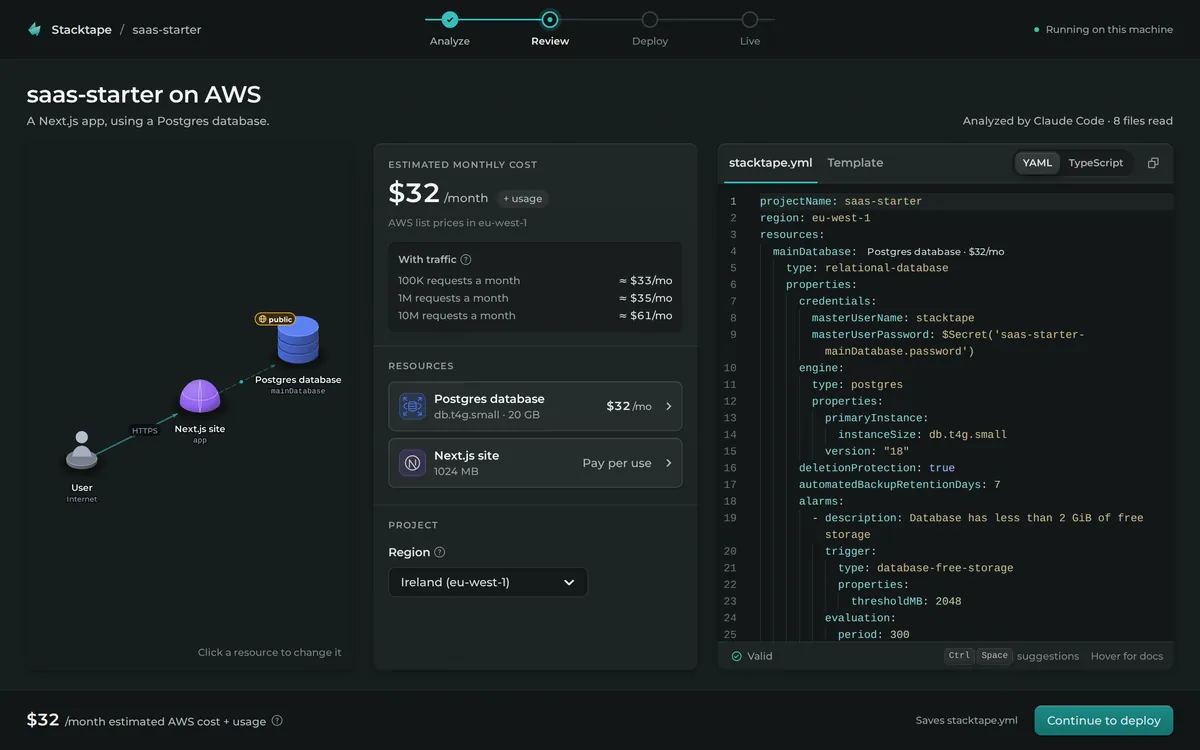 Stacktape / saas-starter
Analyze
Review
Deploy
Live
Running on this machine
saas-starter on AWS
A Next.js app, using a Postgres database.
Analyzed by Claude Code · 8 files read
public
Postgres database
mainDatabase
HTTPS
Next.js site
app
User
Internet
Click a resource to change it
ESTIMATED MONTHLY COST
$32 /month + usage
AWS list prices in eu-west-1
With traffic ?
100K requests a month ≈ $33/mo
1M requests a month ≈ $35/mo
10M requests a month ≈ $61/mo
RESOURCES
Postgres database
db.t4g.small · 20 GB
$32 /mo
Next.js site
1024 MB
Pay per use
PROJECT
Region ?
Ireland (eu-west-1)
stacktape.yml Template YAML TypeScript
1 projectName: saas-starter
2 region: eu-west-1
3 resources:
4 mainDatabase: Postgres database · $32/mo
5 type: relational-database
6 properties:
7 credentials:
8 masterUserName: stacktape
9 masterUserPassword: $Secret('saas-starter-
mainDatabase.password')
10 engine:
11 type: postgres
12 properties:
13 primaryInstance:
14 instanceSize: db.t4g.small
15 version: "18"
16 deletionProtection: true
17 automatedBackupRetentionDays: 7
18 alarms:
19 - description: Database has less than 2 GiB of free
storage
20 trigger:
21 type: database-free-storage
22 properties:
23 thresholdMB: 2048
24 evaluation:
25 period: 300
Valid
Ctrl Space suggestions Hover for docs
$32 /month estimated AWS cost + usage ?
Saves stacktape.yml
Continue to deploy